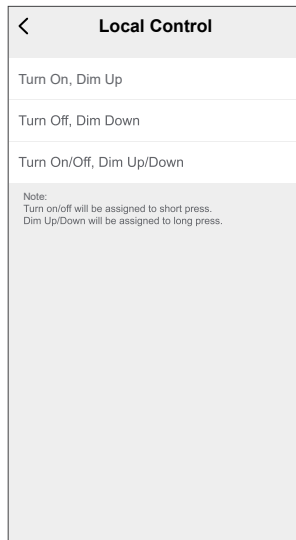 Local Control
Turn On, Dim Up
Turn Off, Dim Down
Turn On/Off, Dim Up/Down
Note:
Turn on/off will be assigned to short press.
Dim Up/Down will be assigned to long press.